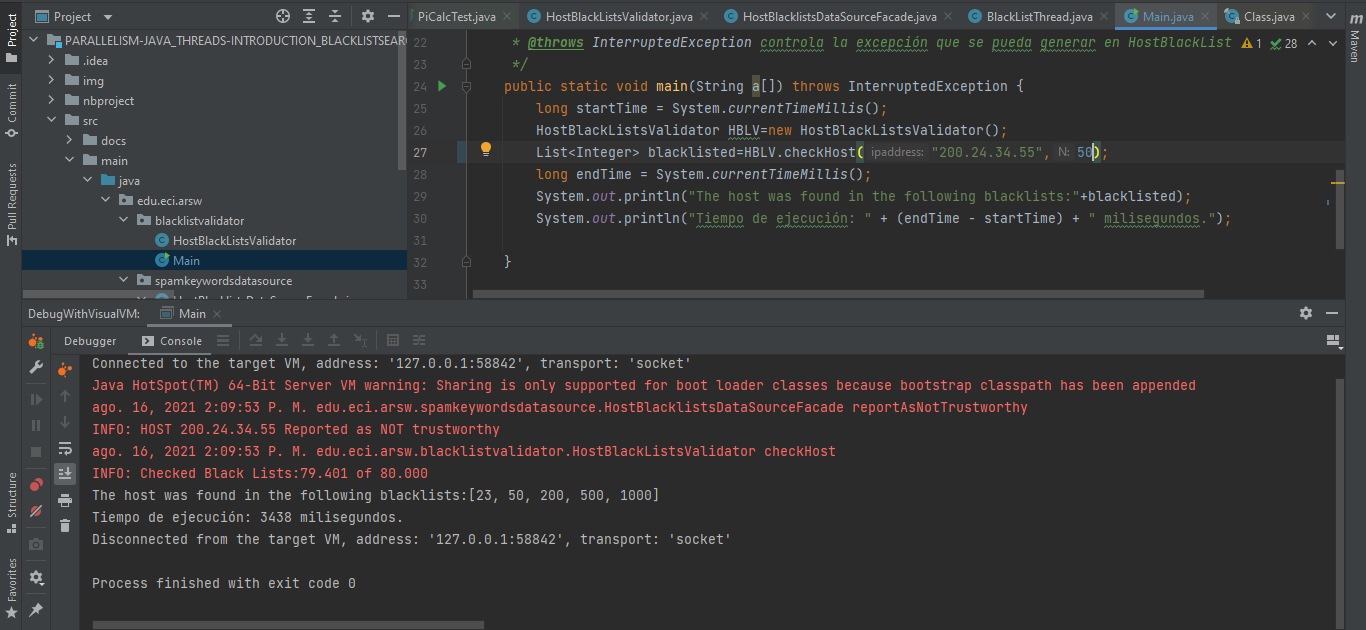 Project
PiCalcTest.java
HostBlackListsValidator.java
HostBlacklistsDataSourceFacade.java
BlackListThread.java
Main.java
Class.java
Project
Commit
Pull Requests
Structure
Favorites
m
Maven
PARALLELISM-JAVA_THREADS-INTRODUCTION_BLACKLISTSEAR
.idea
img
nbproject
src
docs
main
java
edu.eci.arsw
blacklistvalidator
HostBlackListsValidator
Main
spamkeywordsdatasource
22 * @throws InterruptedException controla la excepción que se pueda generar en HostBlackList
1 28
23 */
24 public static void main(String a[]) throws InterruptedException {
25 long startTime = System.currentTimeMillis();
26 HostBlackListsValidator HBLV=new HostBlackListsValidator();
27 List<Integer> blacklisted=HBLV.checkHost( ipaddress: "200.24.34.55", N: 50);
28 long endTime = System.currentTimeMillis();
29 System.out.println("The host was found in the following blacklists:"+blacklisted);
30 System.out.println("Tiempo de ejecución: " + (endTime - startTime) + " milisegundos.");
31
32 }
33
DebugWithVisualVM: Main
Debugger Console
Connected to the target VM, address: '127.0.0.1:58842', transport: 'socket'
Java HotSpot(TM) 64-Bit Server VM warning: Sharing is only supported for boot loader classes because bootstrap classpath has been appended
ago. 16, 2021 2:09:53 P. M. edu.eci.arsw.spamkeywordsdatasource.HostBlacklistsDataSourceFacade reportAsNotTrustworthy
INFO: HOST 200.24.34.55 Reported as NOT trustworthy
ago. 16, 2021 2:09:53 P. M. edu.eci.arsw.blacklistvalidator.HostBlackListsValidator checkHost
INFO: Checked Black Lists:79.401 of 80.000
The host was found in the following blacklists:[23, 50, 200, 500, 1000]
Tiempo de ejecución: 3438 milisegundos.
Disconnected from the target VM, address: '127.0.0.1:58842', transport: 'socket'
Process finished with exit code 0